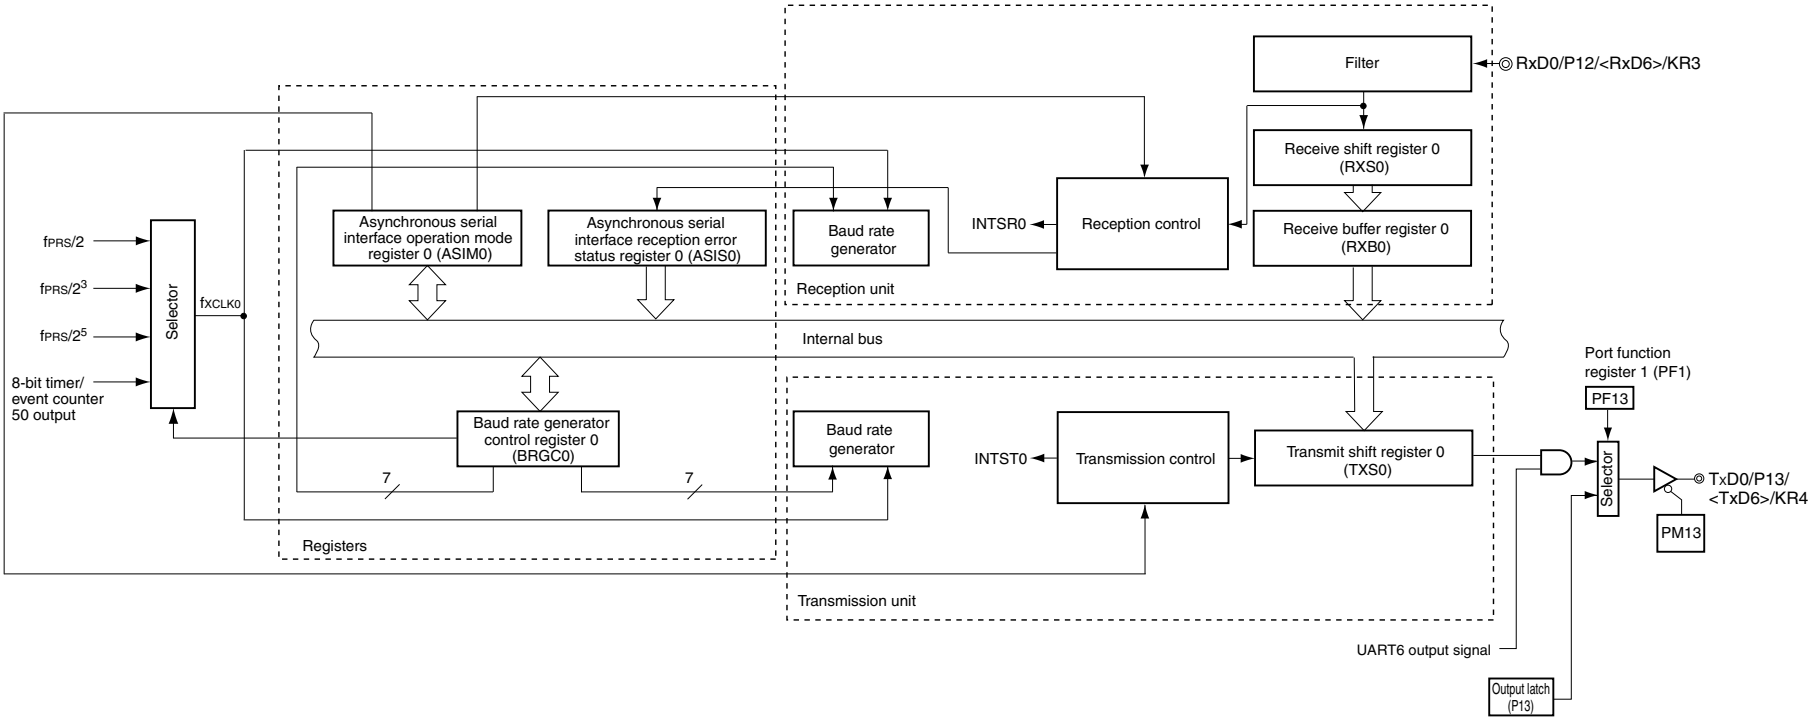 Filter
RxD0/P12/<RxD6>/KR3
Receive shift register 0
(RXS0)
Asynchronous serial
interface operation mode
register 0 (ASIM0)
Asynchronous serial
interface reception error
status register 0 (ASIS0)
Baud rate
generator
INTSR0
Reception control
Receive buffer register 0
(RXB0)
Reception unit
fPRS/2
fPRS/2³
fPRS/2⁵
8-bit timer/
event counter
50 output
Selector
fXCLK0
Internal bus
Port function
register 1 (PF1)
PF13
Baud rate generator
control register 0
(BRGC0)
7
7
Baud rate
generator
INTST0
Transmission control
Transmit shift register 0
(TXS0)
Selector
TxD0/P13/
<TxD6>/KR4
PM13
Registers
Transmission unit
UART6 output signal
Output latch
(P13)